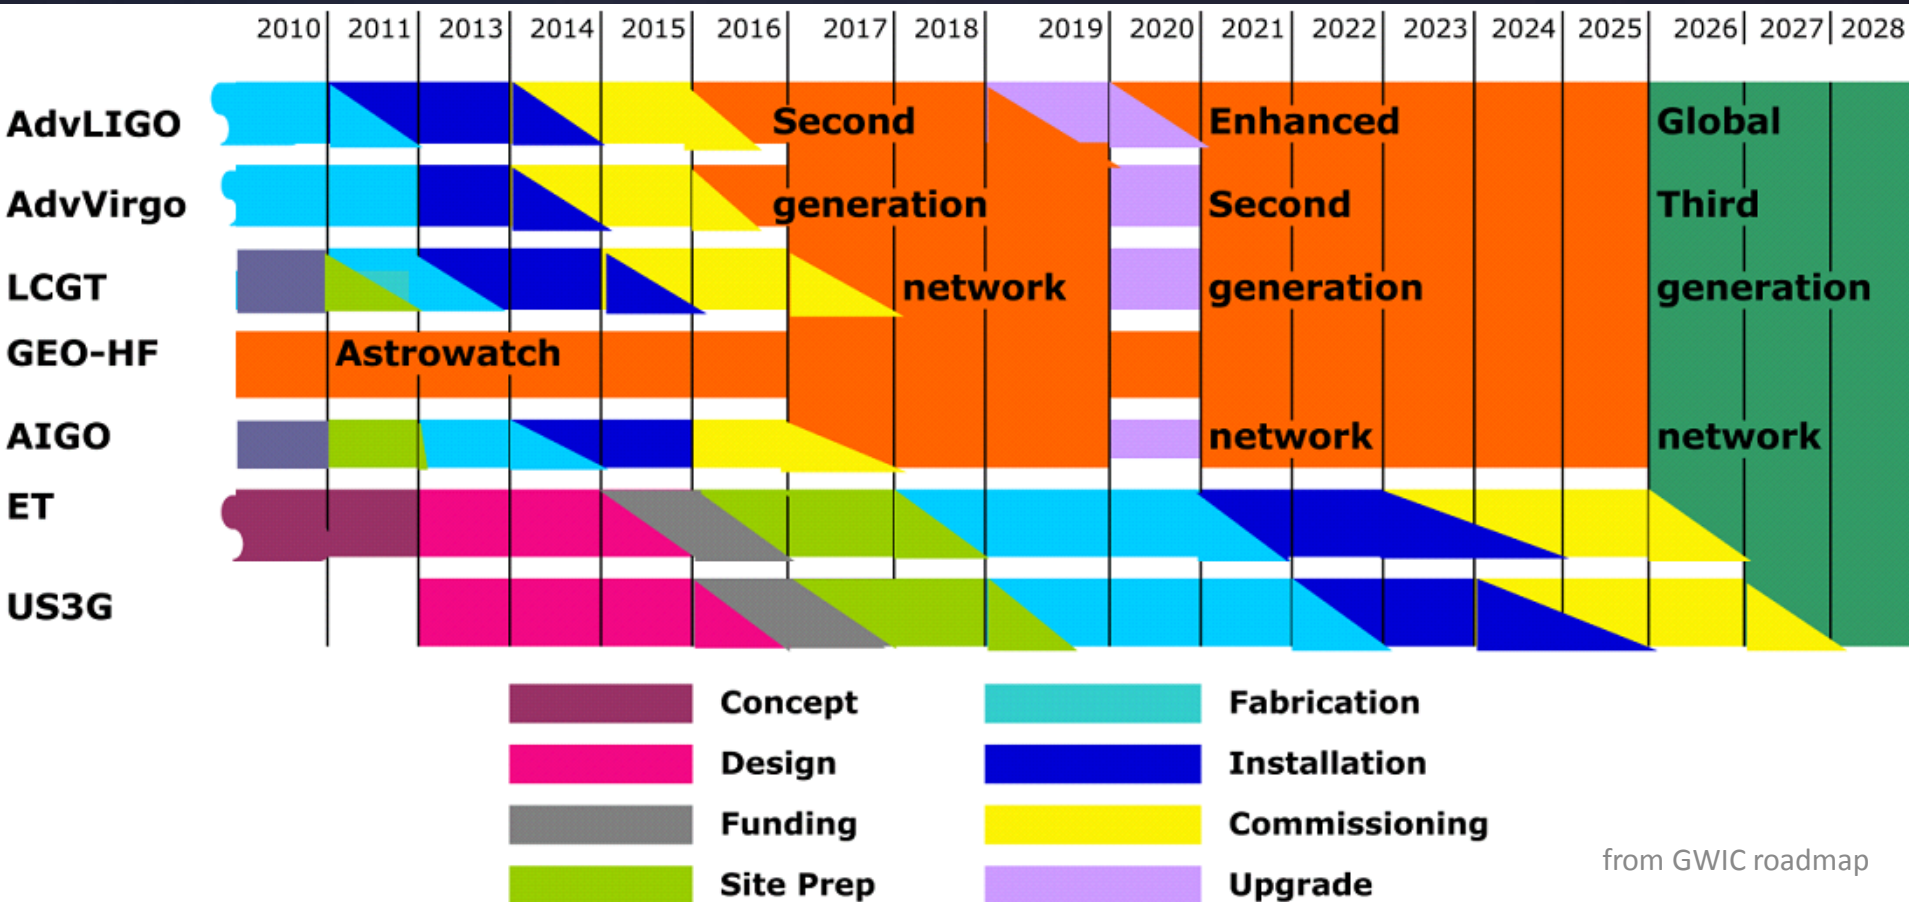 2010 2011 2013 2014 2015 2016 2017 2018 2019 2020 2021 2022 2023 2024 2025 2026 2027 2028
AdvLIGO Second Enhanced Global
AdvVirgo generation Second Third
LCGT network generation generation
GEO-HF Astrowatch
AIGO network network
ET
US3G
Concept Fabrication
Design Installation
Funding Commissioning
from GWIC roadmap
Site Prep Upgrade